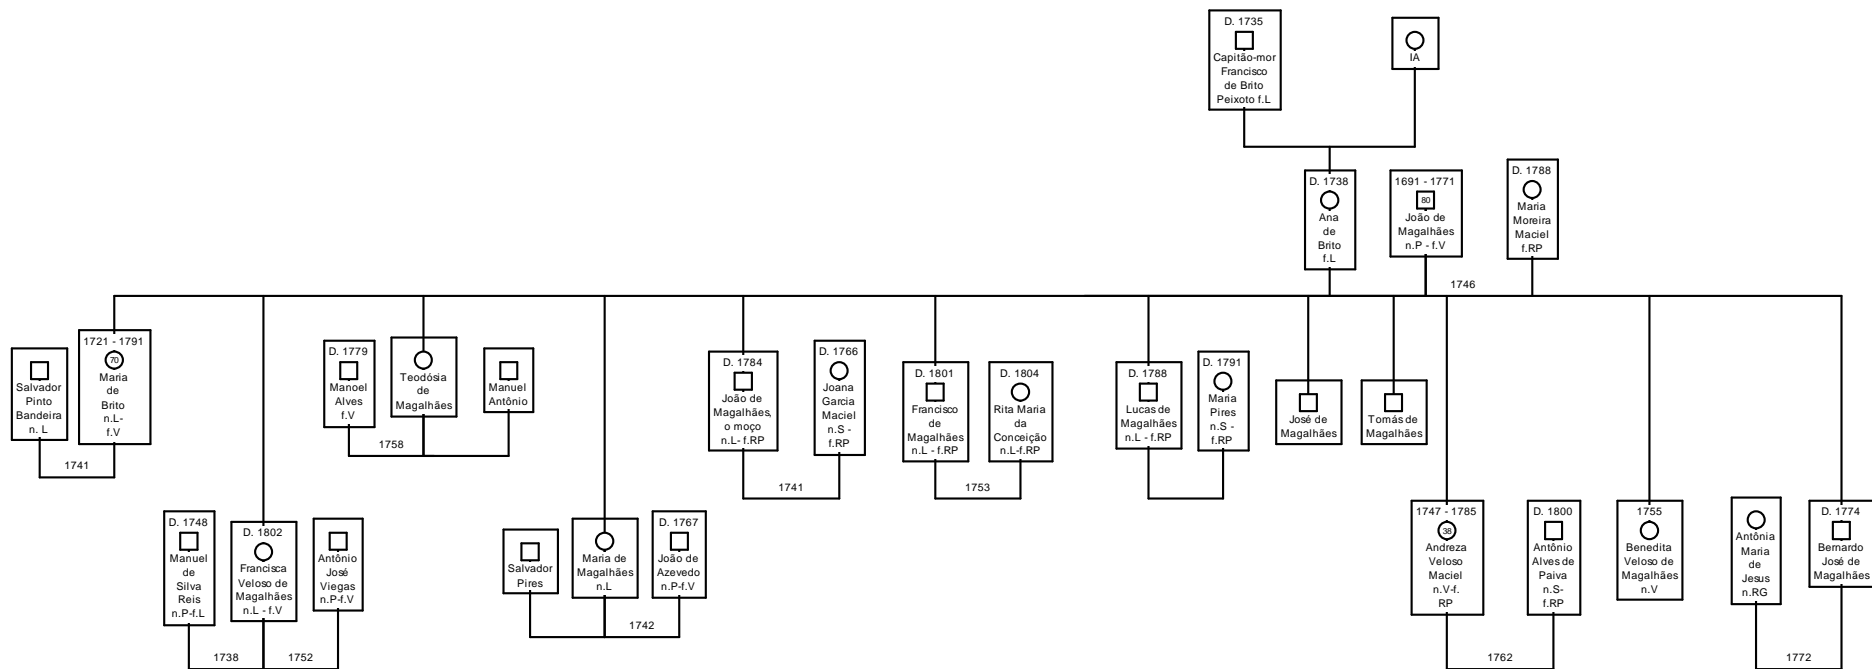 D. 1735
Capitão-mor
Francisco
de Brito
Peixoto f.L
IA
D. 1738
Ana
de
Brito
f.L
1691 - 1771
80
João de
Magalhães
n.P - f.V
D. 1788
Maria
Moreira
Maciel
f.RP
1746
Salvador
Pinto
Bandeira
n. L
1721 - 1791
70
Maria
de
Brito
n.L-
f.V
1741
D. 1748
Manuel
de
Silva
Reis
n.P-f.L
D. 1802
Francisca
Veloso de
Magalhães
n.L - f.V
Antônio
José
Viegas
n.P-f.V
1738
1752
D. 1779
Manoel
Alves
f.V
Teodósia
de
Magalhães
Manuel
Antônio
1758
Salvador
Pires
Maria de
Magalhães
n.L
D. 1767
João de
Azevedo
n.P-f.V
1742
D. 1784
João de
Magalhães,
o moço
n.L- f.RP
D. 1766
Joana
Garcia
Maciel
n.S -
f.RP
1741
D. 1801
Francisco
de
Magalhães
n.L - f.RP
D. 1804
Rita Maria
da
Conceição
n.L-f.RP
1753
D. 1788
Lucas de
Magalhães
n.L - f.RP
D. 1791
Maria
Pires
n.S -
f.RP
José de
Magalhães
Tomás de
Magalhães
1747 - 1785
38
Andreza
Veloso
Maciel
n.V-f.
RP
D. 1800
Antônio
Alves de
Paiva
n.S-
f.RP
1762
1755
Benedita
Veloso de
Magalhães
n.V
Antônia
Maria
de
Jesus
n.RG
D. 1774
Bernardo
José de
Magalhães
1772